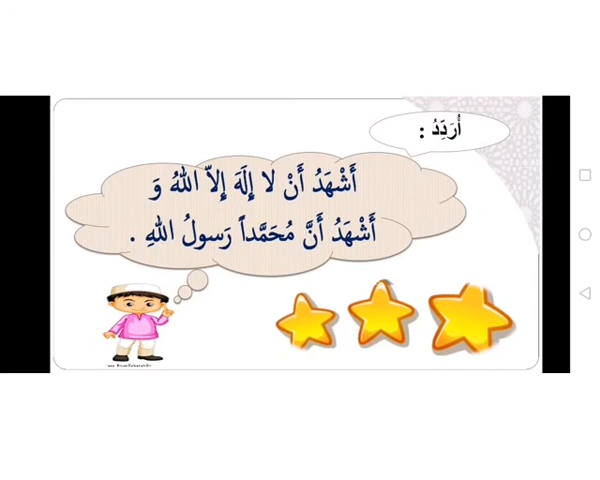 أُرَدِّدُ :
أَشْهَدُ أَنْ لا إِلَهَ إِلاّ اللهُ وَ
أَشْهَدُ أَنَّ مُحَمَّداً رَسولُ اللهِ .